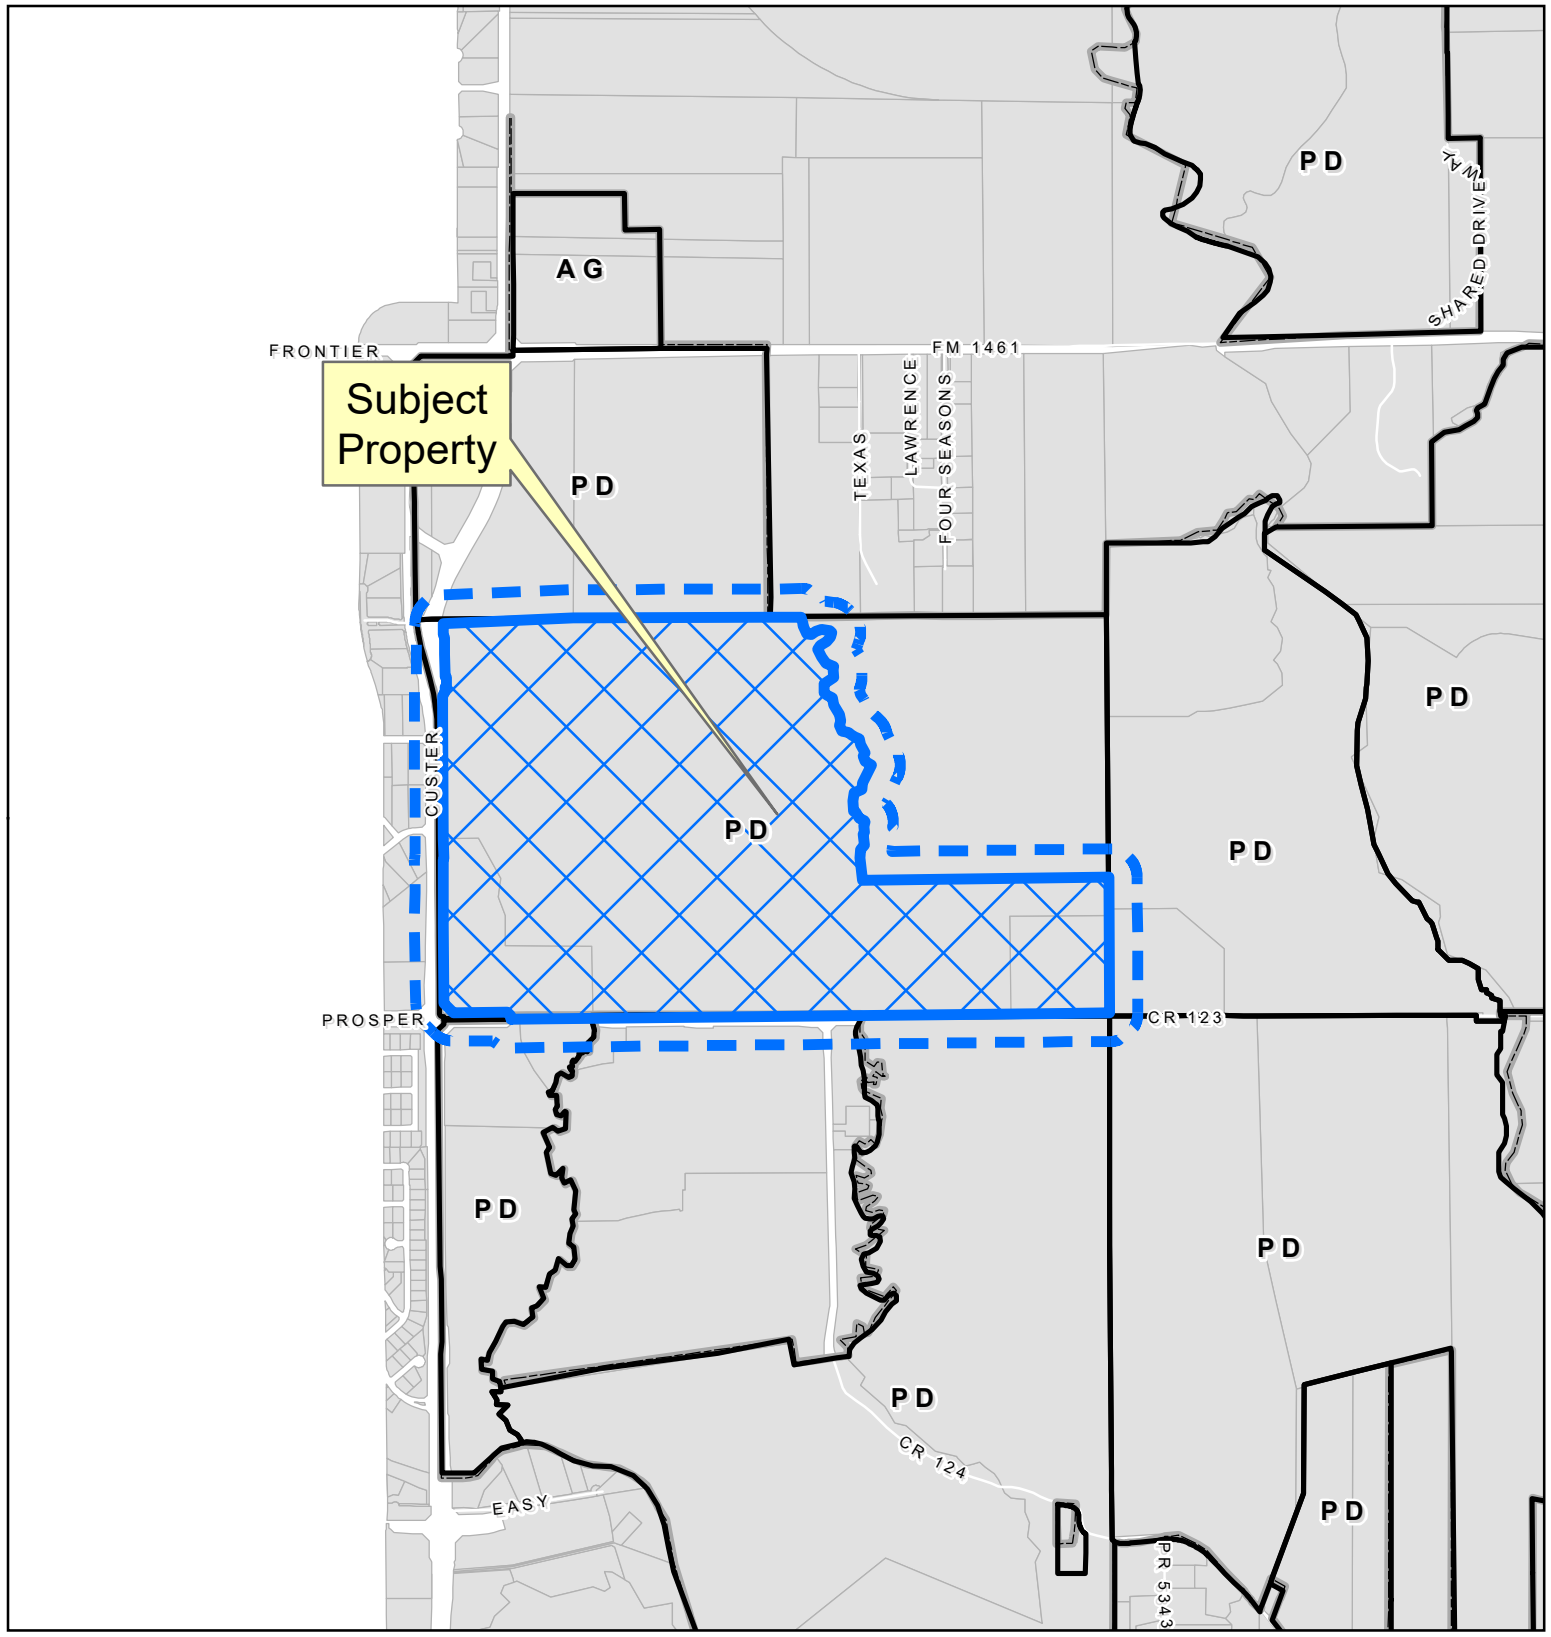 PD
WAY
SHARED DRIVE
AG
FRONTIER
FM 1461
Subject
Property
LAWRENCE
FOUR SEASONS
TEXAS
PD
PD
CUSTER
PD
PD
PROSPER
CR 123
PD
PD
PD
CR 124
EASY
PD
PR 5343